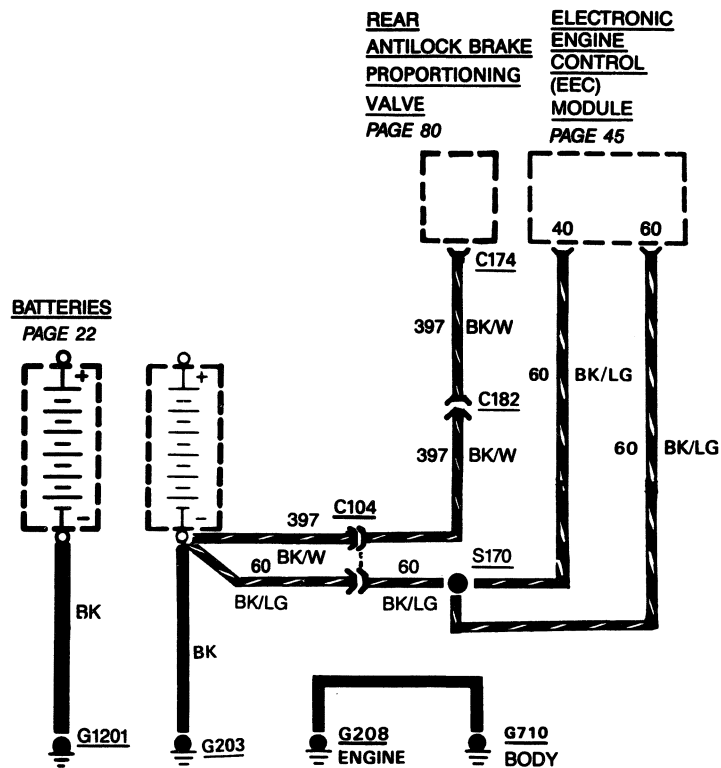 REAR
ANTILOCK BRAKE
PROPORTIONING
VALVE
PAGE 80
ELECTRONIC
ENGINE
CONTROL
(EEC)
MODULE
PAGE 45
40
60
C174
BATTERIES
PAGE 22
397
BK/W
+
+
60
BK/LG
C182
397
BK/W
60
BK/LG
-
-
397
C104
BK/W
60
60
S170
BK/LG
BK/LG
BK
BK
G1201
G203
G208
ENGINE
G710
BODY